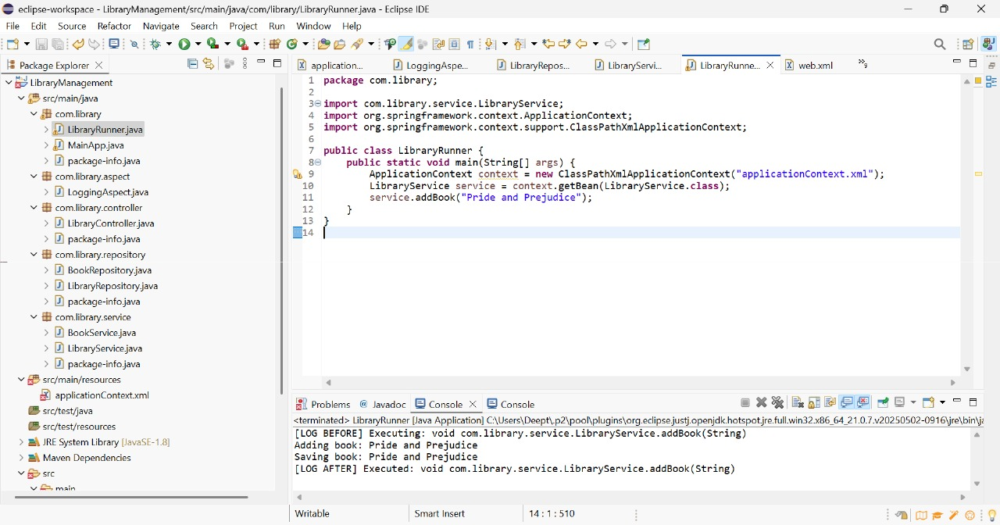 eclipse-workspace - LibraryManagement/src/main/java/com/library/LibraryRunner.java - Eclipse IDE
File Edit Source Refactor Navigate Search Project Run Window Help
Package Explorer
LibraryManagement
src/main/java
com.library
LibraryRunner.java
MainApp.java
package-info.java
com.library.aspect
LoggingAspect.java
com.library.controller
LibraryController.java
package-info.java
com.library.repository
BookRepository.java
LibraryRepository.java
package-info.java
com.library.service
BookService.java
LibraryService.java
package-info.java
src/main/resources
applicationContext.xml
src/test/java
src/test/resources
JRE System Library [JavaSE-1.8]
Maven Dependencies
src
main
application... LoggingAspe... LibraryRepos... LibraryServi... LibraryRunne... web.xml »9
1 package com.library;
2
3 import com.library.service.LibraryService;
4 import org.springframework.context.ApplicationContext;
5 import org.springframework.context.support.ClassPathXmlApplicationContext;
6
7 public class LibraryRunner {
8 public static void main(String[] args) {
9 ApplicationContext context = new ClassPathXmlApplicationContext("applicationContext.xml");
10 LibraryService service = context.getBean(LibraryService.class);
11 service.addBook("Pride and Prejudice");
12 }
13 }
14
Problems @ Javadoc Console Console
<terminated> LibraryRunner [Java Application] C:\Users\Deept\.p2\pool\plugins\org.eclipse.justj.openjdk.hotspot.jre.full.win32.x86_64_21.0.7.v20250502-0916\jre\bin\ja
[LOG BEFORE] Executing: void com.library.service.LibraryService.addBook(String)
Adding book: Pride and Prejudice
Saving book: Pride and Prejudice
[LOG AFTER] Executed: void com.library.service.LibraryService.addBook(String)
Writable Smart Insert 14 : 1 : 510